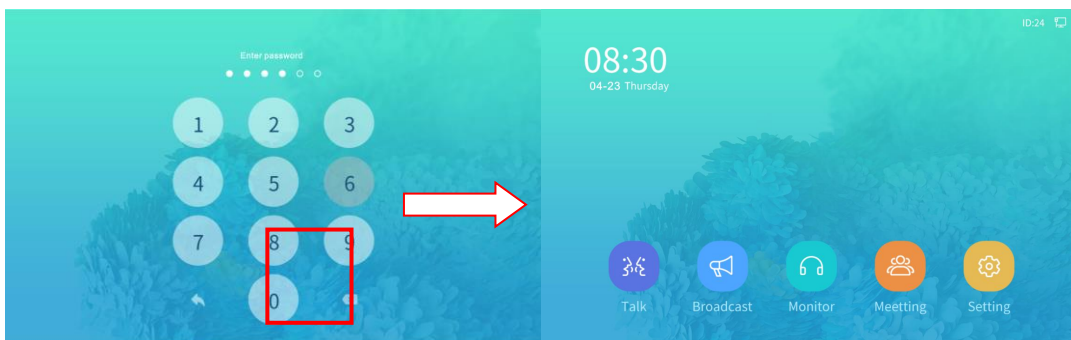 Enter password
1 2 3
4 5 6
7 8 9
0
ID:24
08:30
04-23 Thursday
Talk Broadcast Monitor Meetting Setting